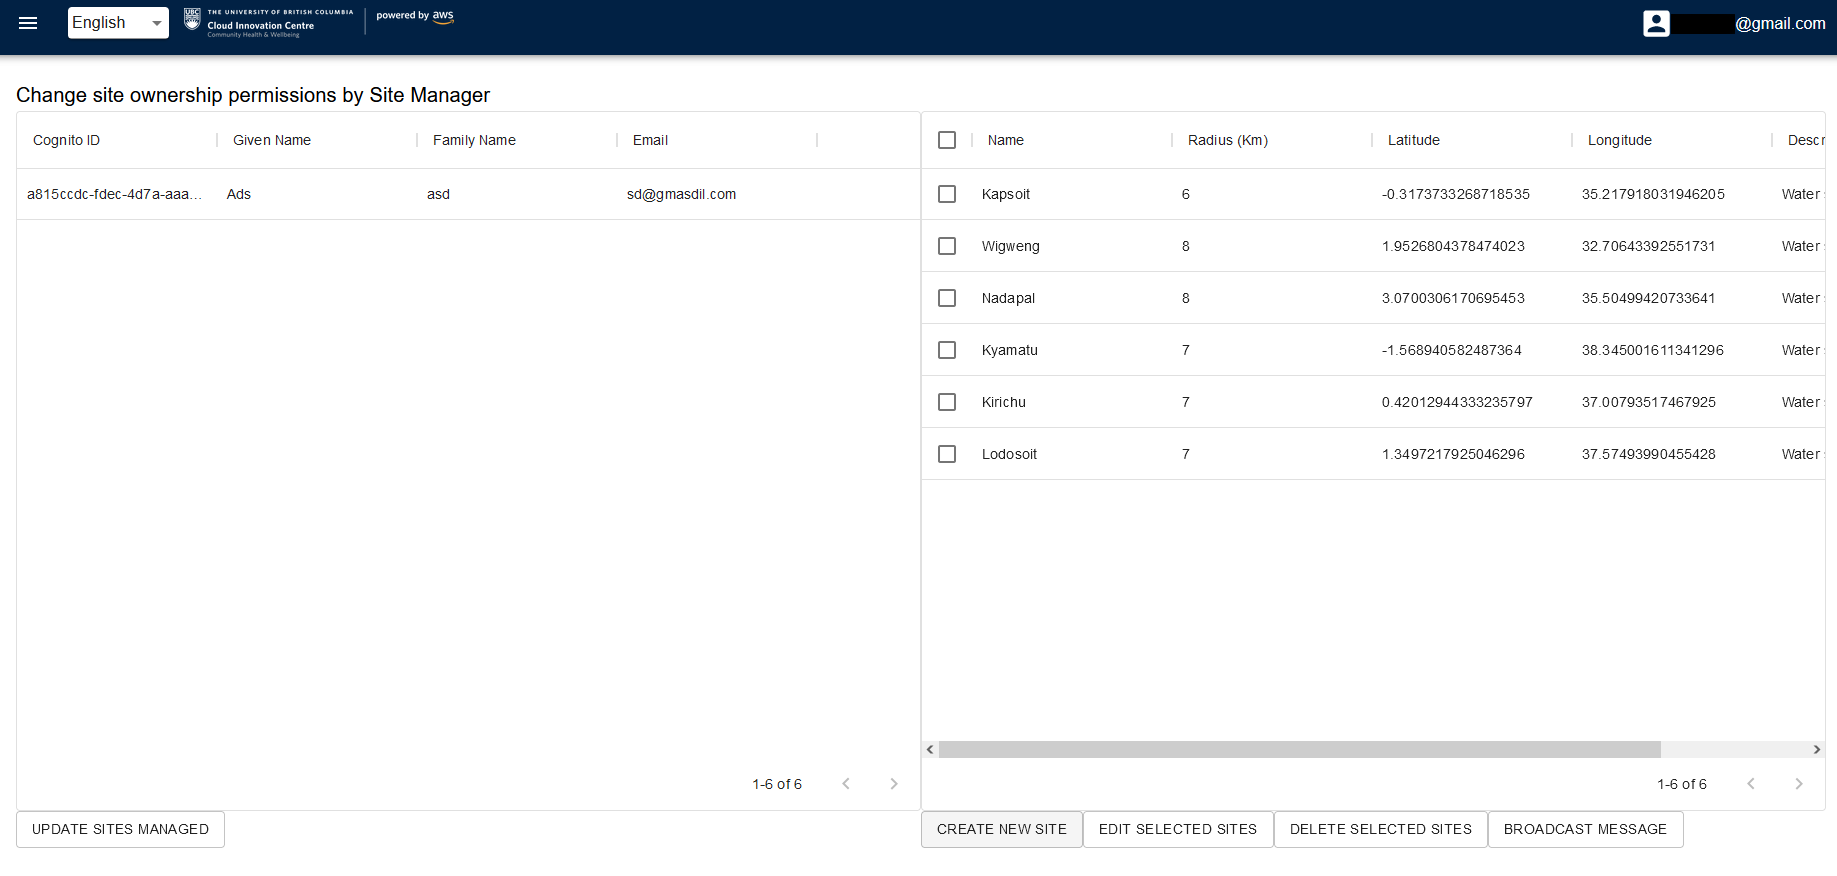 English
UBC
THE UNIVERSITY OF BRITISH COLUMBIA
Cloud Innovation Centre
Community Health & Wellbeing
powered by aws
@gmail.com
Change site ownership permissions by Site Manager
Cognito ID Given Name Family Name Email
a815ccdc-fdec-4d7a-aaa... Ads asd sd@gmasdil.com
1-6 of 6
UPDATE SITES MANAGED
Name Radius (Km) Latitude Longitude Descr
Kapsoit 6 -0.3173733268718535 35.217918031946205 Water
Wigweng 8 1.9526804378474023 32.70643392551731 Water
Nadapal 8 3.0700306170695453 35.50499420733641 Water
Kyamatu 7 -1.568940582487364 38.345001611341296 Water
Kirichu 7 0.42012944333235797 37.00793517467925 Water
Lodosoit 7 1.3497217925046296 37.57493990455428 Water
1-6 of 6
CREATE NEW SITE EDIT SELECTED SITES DELETE SELECTED SITES BROADCAST MESSAGE